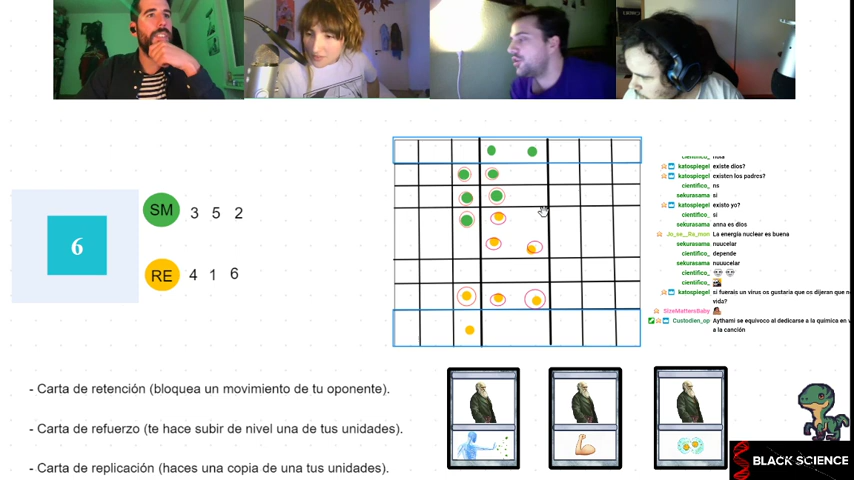 6
SM 3 5 2
RE 4 1 6
- Carta de retención (bloquea un movimiento de tu oponente).
- Carta de refuerzo (te hace subir de nivel una de tus unidades).
- Carta de replicación (haces una copia de una tus unidades).
katospiegel existe dios?
katospiegel existen los padres?
cientifico_ ns
sekurasama si
katospiegel existo yo?
cientifico_ si
sekurasama anna es dios
Jo_se__Ra_mon La energía nuclear es buena
sekurasama nuucelar
cientifico_ depende
sekurasama nuuucelar
cientifico_
cientifico_
katospiegel si fuerais un virus os gustaria que os dijeran que no
vida?
SizeMattersBaby
Custodien_op Aythami se equivoco al dedicarse a la química en v
a la canción
BLACK SCIENCE